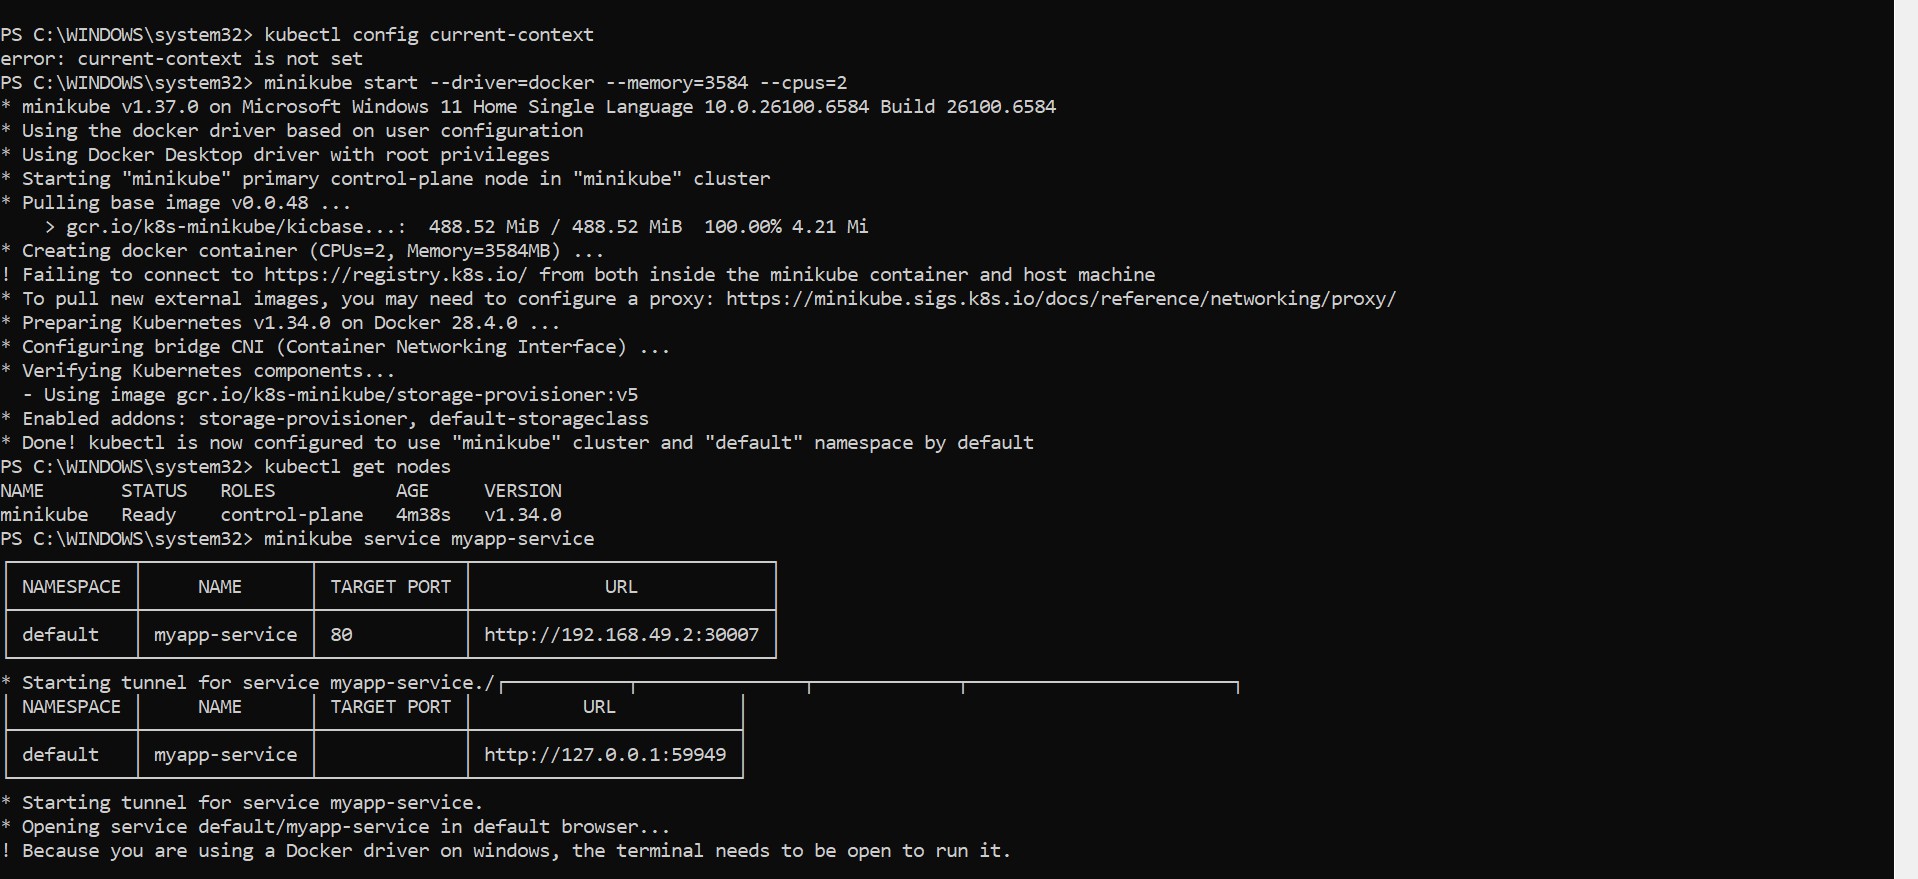 PS C:\WINDOWS\system32> kubectl config current-context
error: current-context is not set
PS C:\WINDOWS\system32> minikube start --driver=docker --memory=3584 --cpus=2
* minikube v1.37.0 on Microsoft Windows 11 Home Single Language 10.0.26100.6584 Build 26100.6584
* Using the docker driver based on user configuration
* Using Docker Desktop driver with root privileges
* Starting "minikube" primary control-plane node in "minikube" cluster
* Pulling base image v0.0.48 ...
    > gcr.io/k8s-minikube/kicbase...:  488.52 MiB / 488.52 MiB  100.00% 4.21 Mi
* Creating docker container (CPUs=2, Memory=3584MB) ...
! Failing to connect to https://registry.k8s.io/ from both inside the minikube container and host machine
* To pull new external images, you may need to configure a proxy: https://minikube.sigs.k8s.io/docs/reference/networking/proxy/
* Preparing Kubernetes v1.34.0 on Docker 28.4.0 ...
* Configuring bridge CNI (Container Networking Interface) ...
* Verifying Kubernetes components...
  - Using image gcr.io/k8s-minikube/storage-provisioner:v5
* Enabled addons: storage-provisioner, default-storageclass
* Done! kubectl is now configured to use "minikube" cluster and "default" namespace by default
PS C:\WINDOWS\system32> kubectl get nodes
NAME       STATUS   ROLES           AGE     VERSION
minikube   Ready    control-plane   4m38s   v1.34.0
PS C:\WINDOWS\system32> minikube service myapp-service
NAMESPACE NAME TARGET PORT URL
default myapp-service 80 http://192.168.49.2:30007
* Starting tunnel for service myapp-service./
NAMESPACE NAME TARGET PORT URL
default myapp-service http://127.0.0.1:59949
* Starting tunnel for service myapp-service.
* Opening service default/myapp-service in default browser...
! Because you are using a Docker driver on windows, the terminal needs to be open to run it.